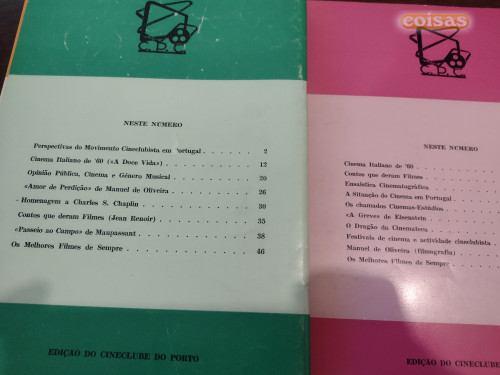 C.P.C
NESTE NÚMERO
Perspectivas do Movimento Cineclubista em Portugal . . . . . . 2
Cinema Italiano de '60 («A Doce Vida») . . . . . . 12
Opinião Pública, Cinema e Género Musical . . . . . . 20
«Amor de Perdição» de Manuel de Oliveira . . . . . . 26
Homenagem a Charles S. Chaplin . . . . . . 30
Contos que deram Filmes (Jean Renoir) . . . . . . 35
«Passeio ao Campo» de Maupassant . . . . . . 38
Os Melhores Filmes de Sempre . . . . . . 46
EDIÇÃO DO CINECLUBE DO PORTO
coisas
C.P.C
NESTE NÚMERO
Cinema Italiano de '60
Contos que deram Filmes
Ensaística Cinematográfica
A Situação do Cinema em Portugal
Os chamados Cinemas-Estúdios
«A Greve» de Eisenstein
O Dragão da Cinemateca
Festivais de cinema e actividade cineclubista
Manuel de Oliveira (filmografia)
Os Melhores Filmes de Sempre
EDIÇÃO DO CINECLUBE